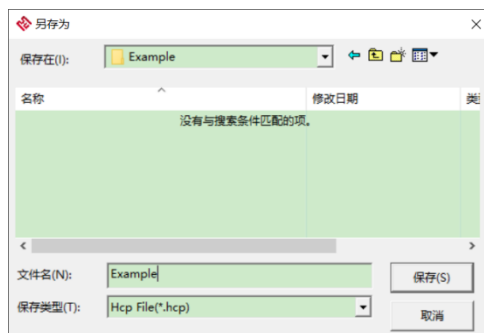 另存为
保存在(I):
Example
名称
修改日期
没有与搜索条件匹配的项。
文件名(N):
Example
保存(S)
保存类型(T):
Hcp File(*.hcp)
取消